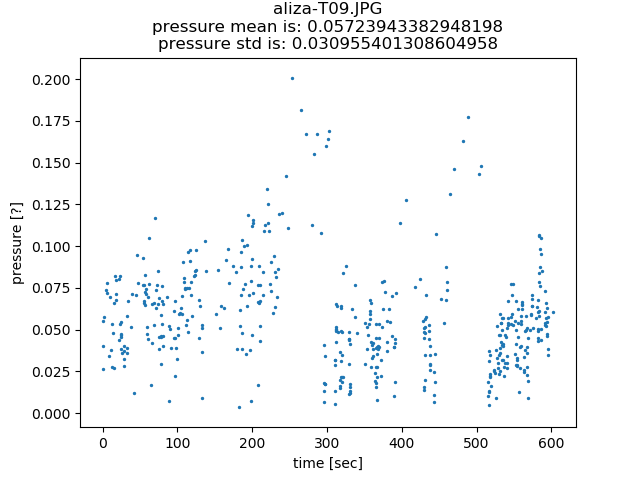 aliza-T09.JPG
pressure mean is: 0.05723943382948198
pressure std is: 0.030955401308604958
0.200
0.175
0.150
0.125
0.100
0.075
0.050
0.025
0.000
pressure [?]
0 100 200 300 400 500 600
time [sec]